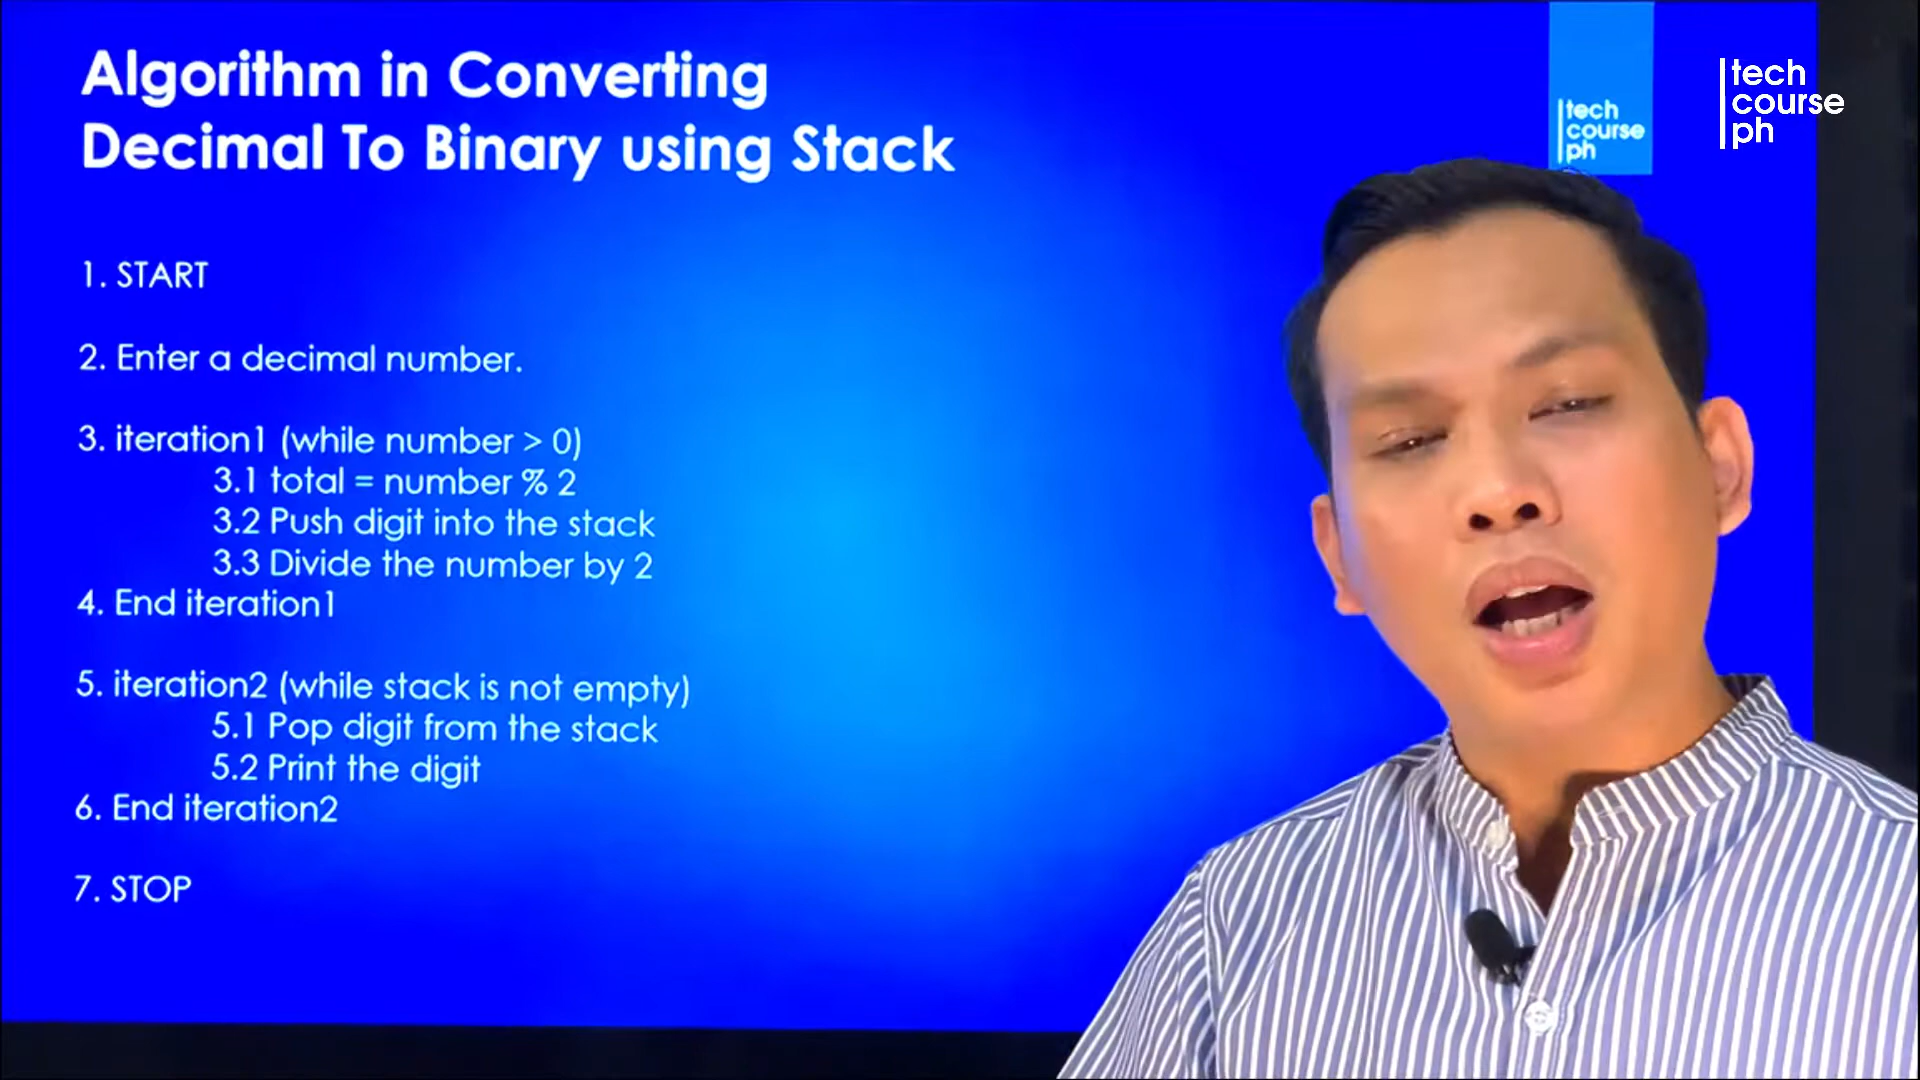 Algorithm in Converting
Decimal To Binary using Stack
tech
course
ph
tech
course
ph
1. START
2. Enter a decimal number.
3. iteration1 (while number > 0)
3.1 total = number % 2
3.2 Push digit into the stack
3.3 Divide the number by 2
4. End iteration1
5. iteration2 (while stack is not empty)
5.1 Pop digit from the stack
5.2 Print the digit
6. End iteration2
7. STOP